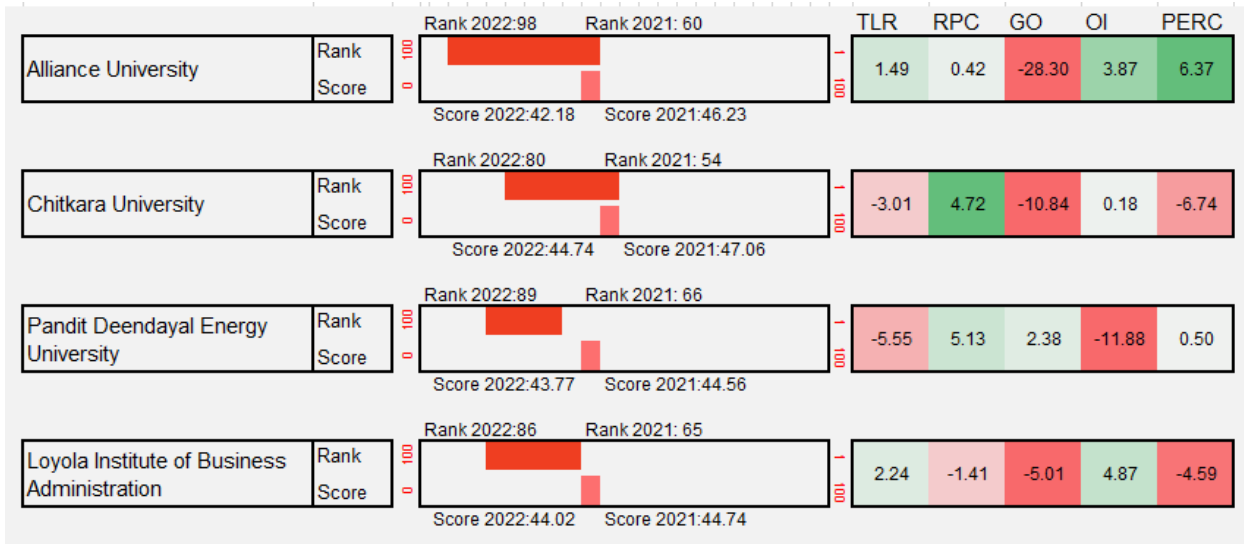 TLR RPC GO OI PERC
Rank 2022:98 Rank 2021: 60
Alliance University Rank 100 1 1.49 0.42 -28.30 3.87 6.37
Score 0 100
Score 2022:42.18 Score 2021:46.23
Rank 2022:80 Rank 2021: 54
Chitkara University Rank 100 1 -3.01 4.72 -10.84 0.18 -6.74
Score 0 100
Score 2022:44.74 Score 2021:47.06
Rank 2022:89 Rank 2021: 66
Pandit Deendayal Energy Rank 100 1 -5.55 5.13 2.38 -11.88 0.50
University Score 0 100
Score 2022:43.77 Score 2021:44.56
Rank 2022:86 Rank 2021: 65
Loyola Institute of Business Rank 100 1 2.24 -1.41 -5.01 4.87 -4.59
Administration Score 0 100
Score 2022:44.02 Score 2021:44.74